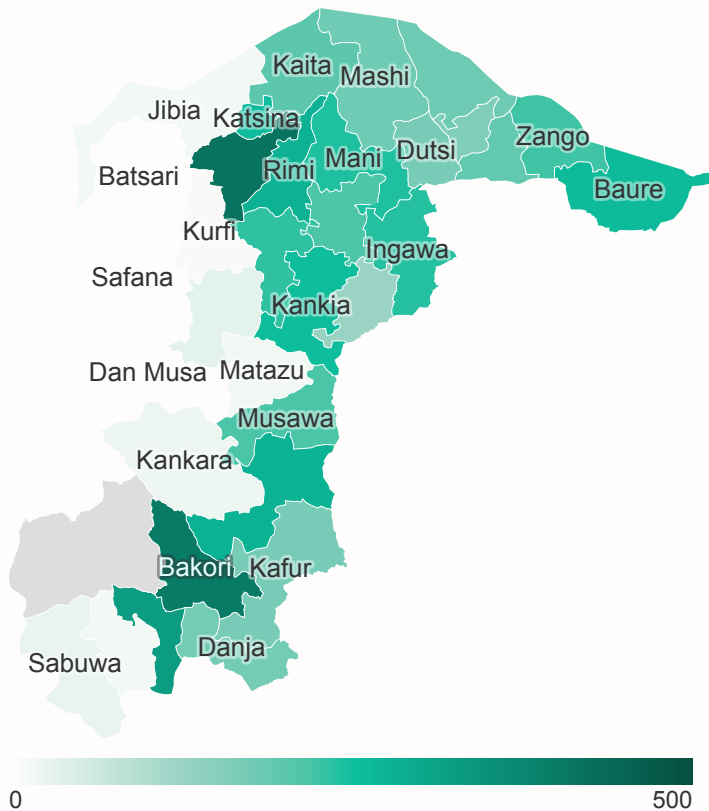 Kaita
Mashi
Jibia
Katsina
Zango
Dutsi
Mani
Rimi
Batsari
Baure
Kurfi
Ingawa
Safana
Kankia
Dan Musa
Matazu
Musawa
Kankara
Bakori
Kafur
Danja
Sabuwa
0
500